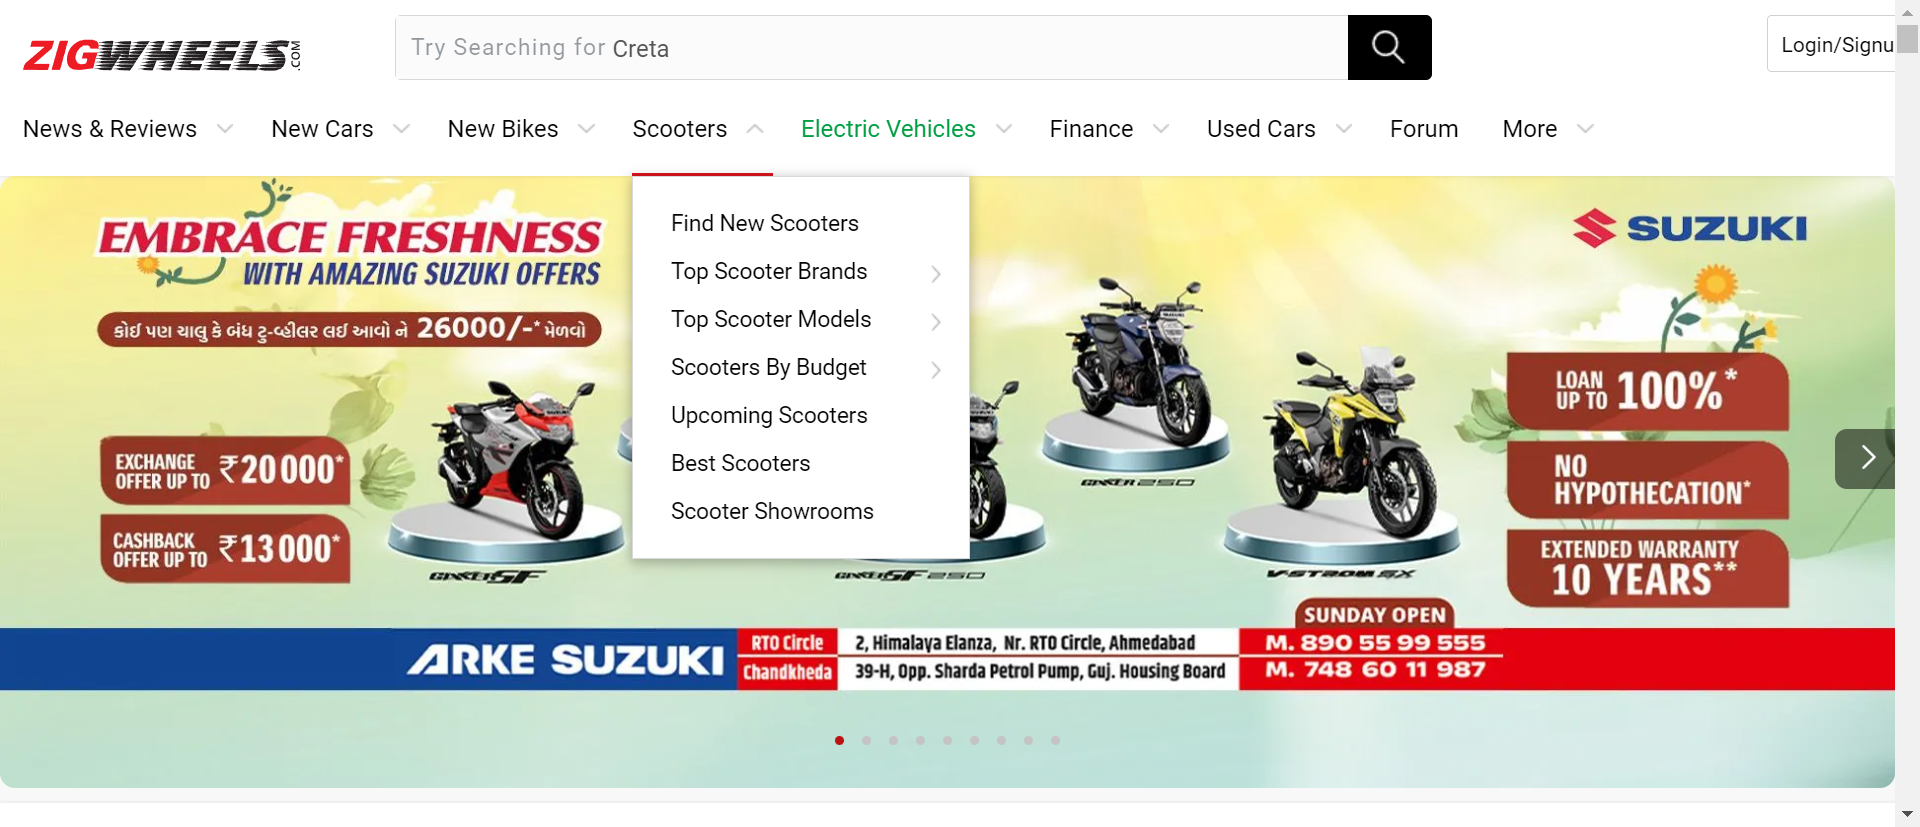 ZIGWHEELS.COM
Try Searching for Creta
Login/Signu
News & Reviews
New Cars
New Bikes
Scooters
Electric Vehicles
Finance
Used Cars
Forum
More
Find New Scooters
Top Scooter Brands
Top Scooter Models
Scooters By Budget
Upcoming Scooters
Best Scooters
Scooter Showrooms
EMBRACE FRESHNESS
WITH AMAZING SUZUKI OFFERS
કોઈ પણ ચાલુ કે બંધ ટુ-વ્હીલર લઈ આવો ને 26000/-* મેળવો
EXCHANGE
OFFER UP TO ₹20000*
CASHBACK
OFFER UP TO ₹13000*
GIXXER SF
GIXXER SF 250
GIXXER 250
V-STROM SX
SUZUKI
LOAN
UP TO 100%*
NO
HYPOTHECATION*
EXTENDED WARRANTY
10 YEARS**
SUNDAY OPEN
ARKE SUZUKI
RTO Circle
2, Himalaya Elanza, Nr. RTO Circle, Ahmedabad
M. 890 55 99 555
Chandkheda
39-H, Opp. Sharda Petrol Pump, Guj. Housing Board
M. 748 60 11 987